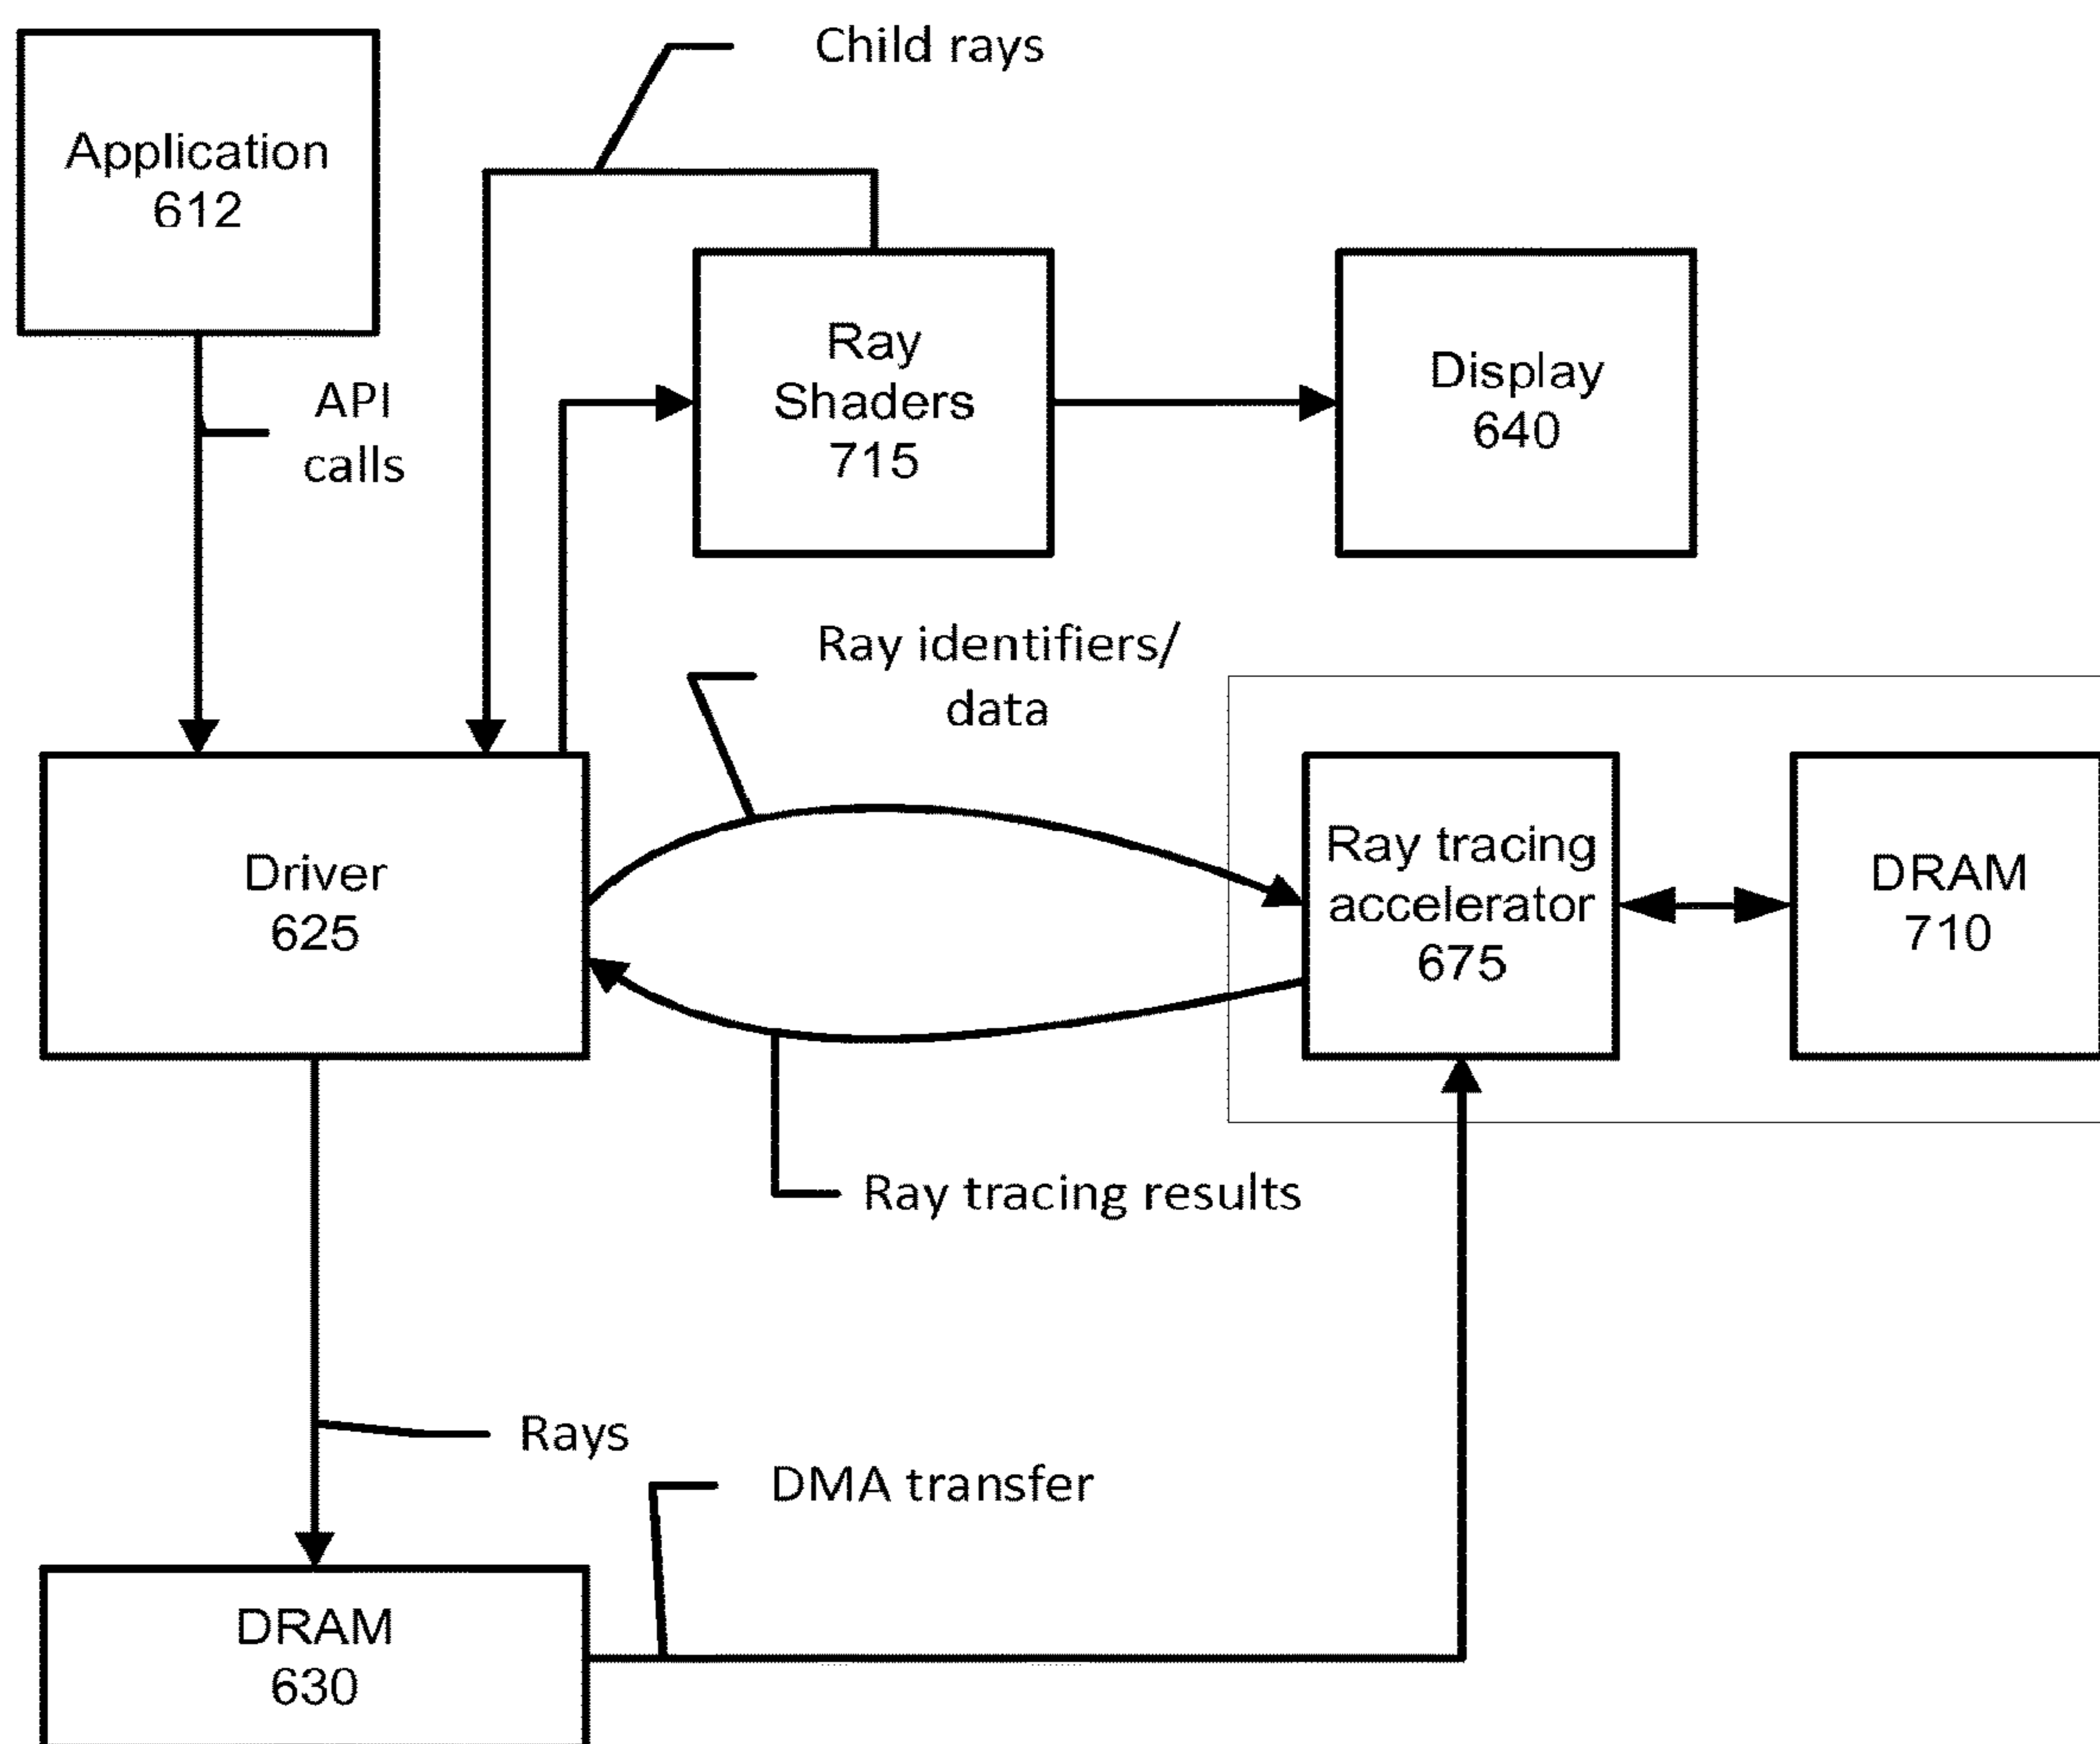 Child rays
Application
612
API
calls
Ray
Shaders
715
Display
640
Ray identifiers/
data
Driver
625
Ray tracing
accelerator
675
DRAM
710
Ray tracing results
Rays
DMA transfer
DRAM
630